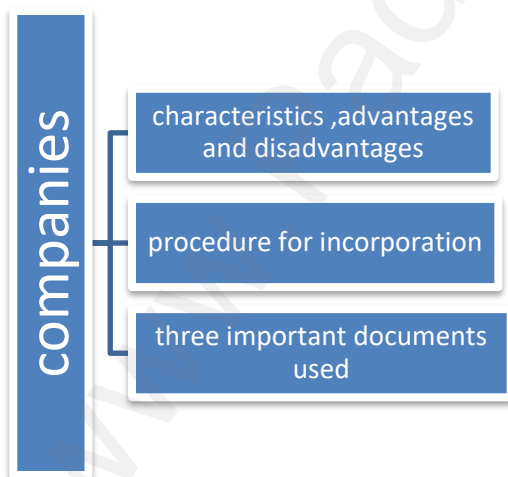 companies
characteristics ,advantages
and disadvantages
procedure for incorporation
three important documents
used